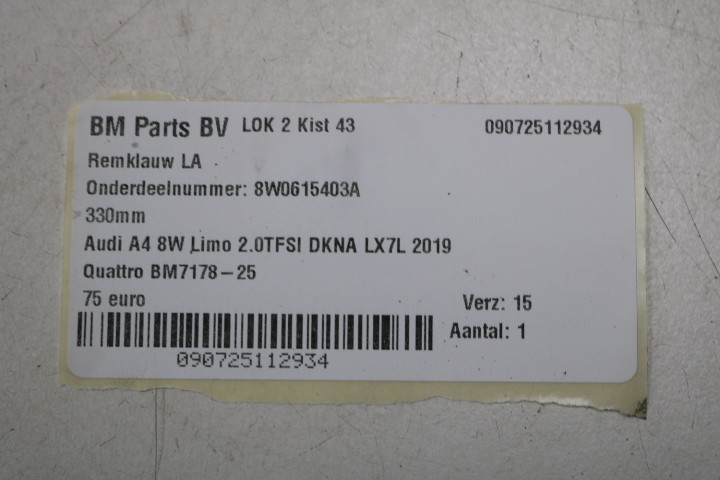 BM Parts BV LOK 2 Kist 43 090725112934
Remklauw LA
Onderdeelnummer: 8W0615403A
330mm
Audi A4 8W Limo 2.0TFSI DKNA LX7L 2019
Quattro BM7178-25
75 euro Verz: 15
Aantal: 1
090725112934